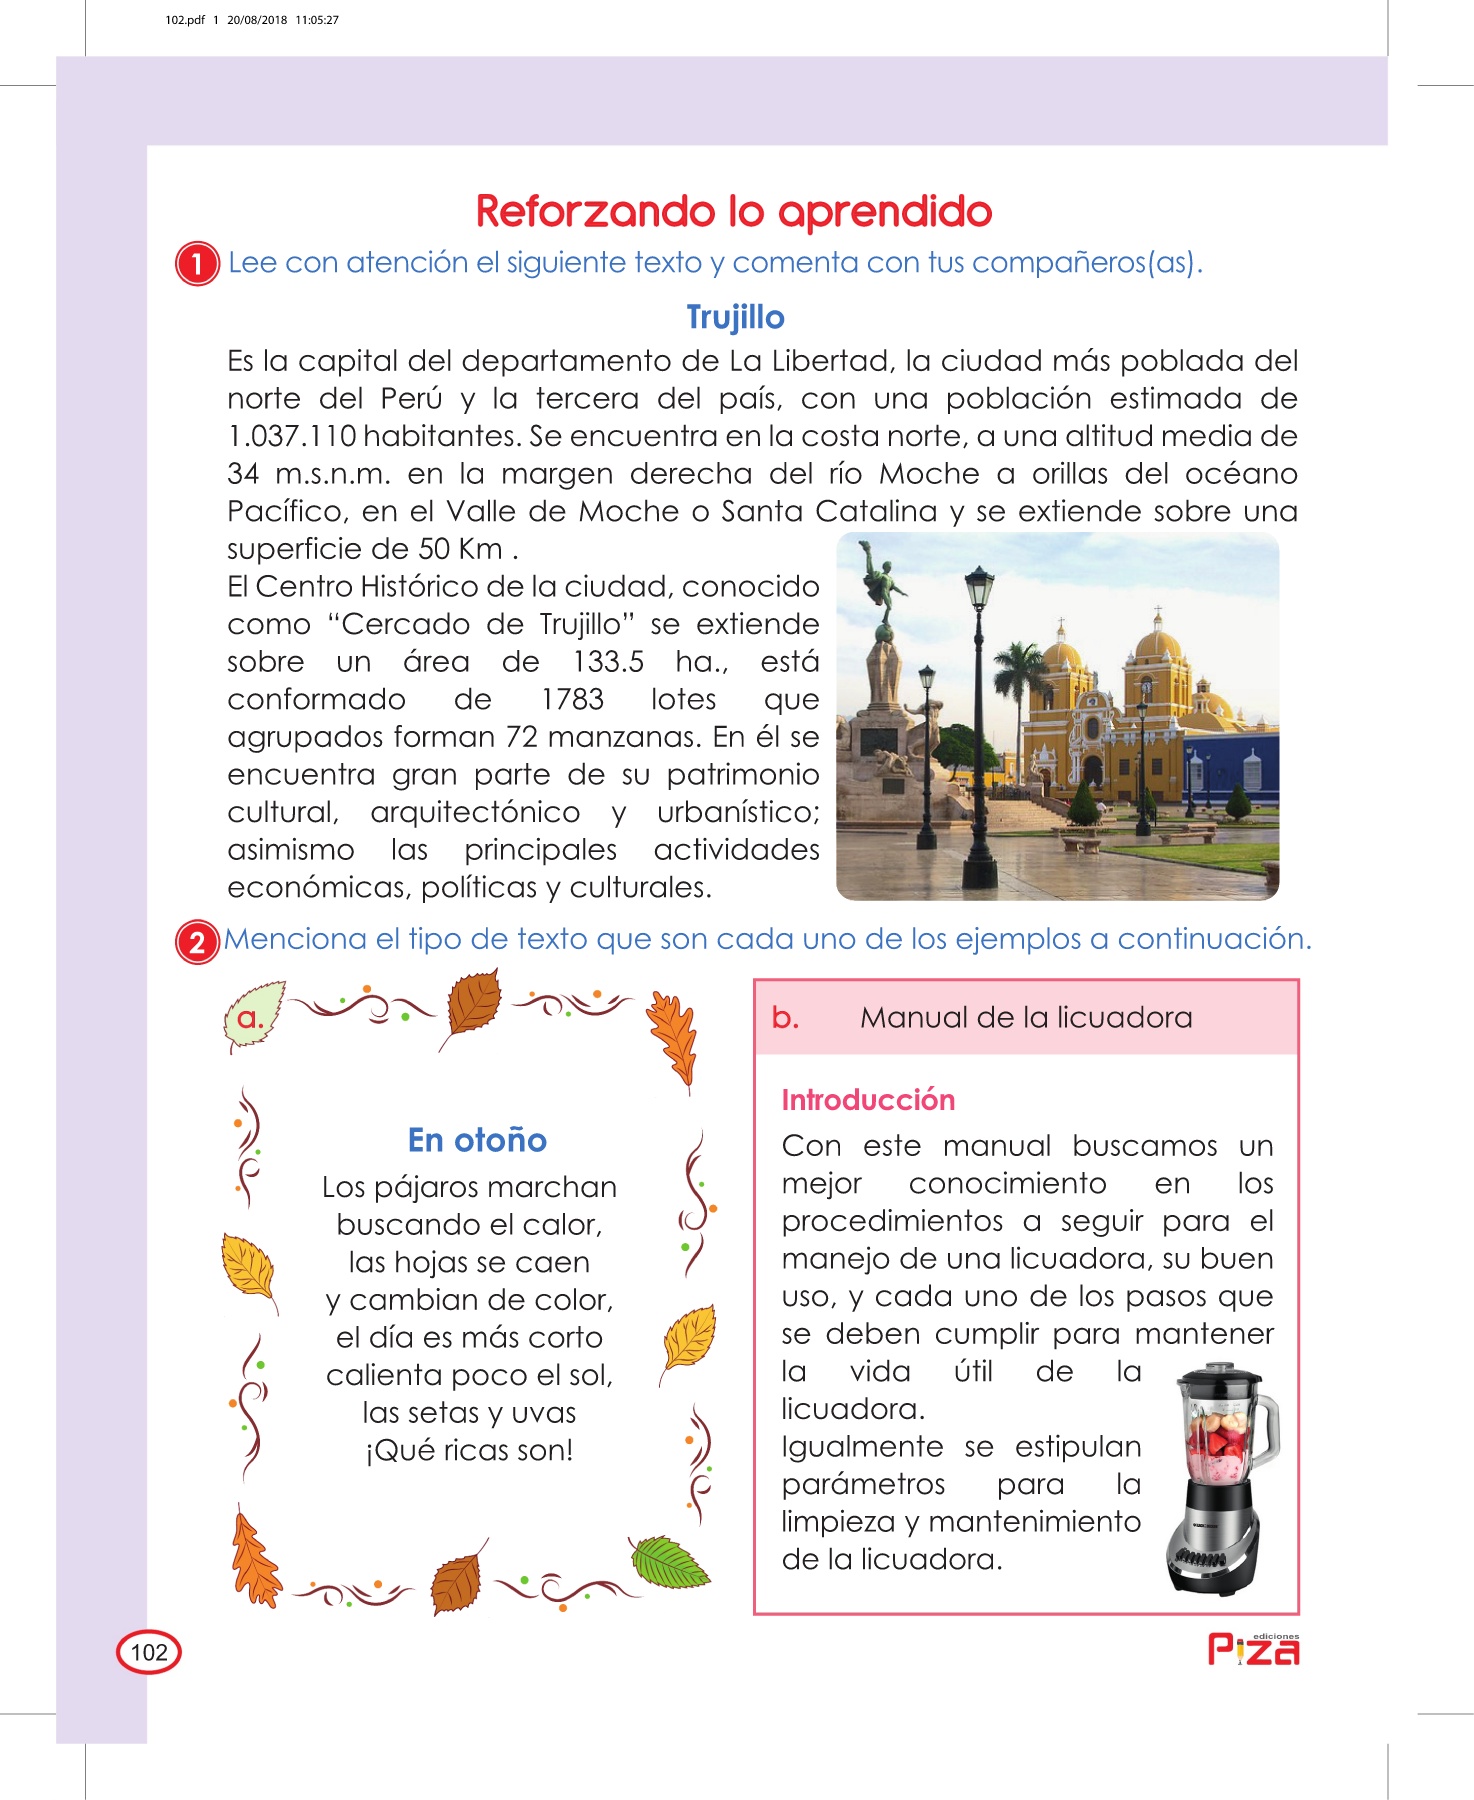 102.pdf 1 20/08/2018 11:05:27
Reforzando lo aprendido
1 Lee con atención el siguiente texto y comenta con tus compañeros(as).
Trujillo
Es la capital del departamento de La Libertad, la ciudad más poblada del
norte del Perú y la tercera del país, con una población estimada de
1.037.110 habitantes. Se encuentra en la costa norte, a una altitud media de
34 m.s.n.m. en la margen derecha del río Moche a orillas del océano
Pacífico, en el Valle de Moche o Santa Catalina y se extiende sobre una
superficie de 50 Km .
El Centro Histórico de la ciudad, conocido
como “Cercado de Trujillo” se extiende
sobre un área de 133.5 ha., está
conformado de 1783 lotes que
agrupados forman 72 manzanas. En él se
encuentra gran parte de su patrimonio
cultural, arquitectónico y urbanístico;
asimismo las principales actividades
económicas, políticas y culturales.
2 Menciona el tipo de texto que son cada uno de los ejemplos a continuación.
a.
En otoño
Los pájaros marchan
buscando el calor,
las hojas se caen
y cambian de color,
el día es más corto
calienta poco el sol,
las setas y uvas
¡Qué ricas son!
b. Manual de la licuadora
Introducción
Con este manual buscamos un
mejor conocimiento en los
procedimientos a seguir para el
manejo de una licuadora, su buen
uso, y cada uno de los pasos que
se deben cumplir para mantener
la vida útil de la
licuadora.
Igualmente se estipulan
parámetros para la
limpieza y mantenimiento
de la licuadora.
102
ediciones
Piza